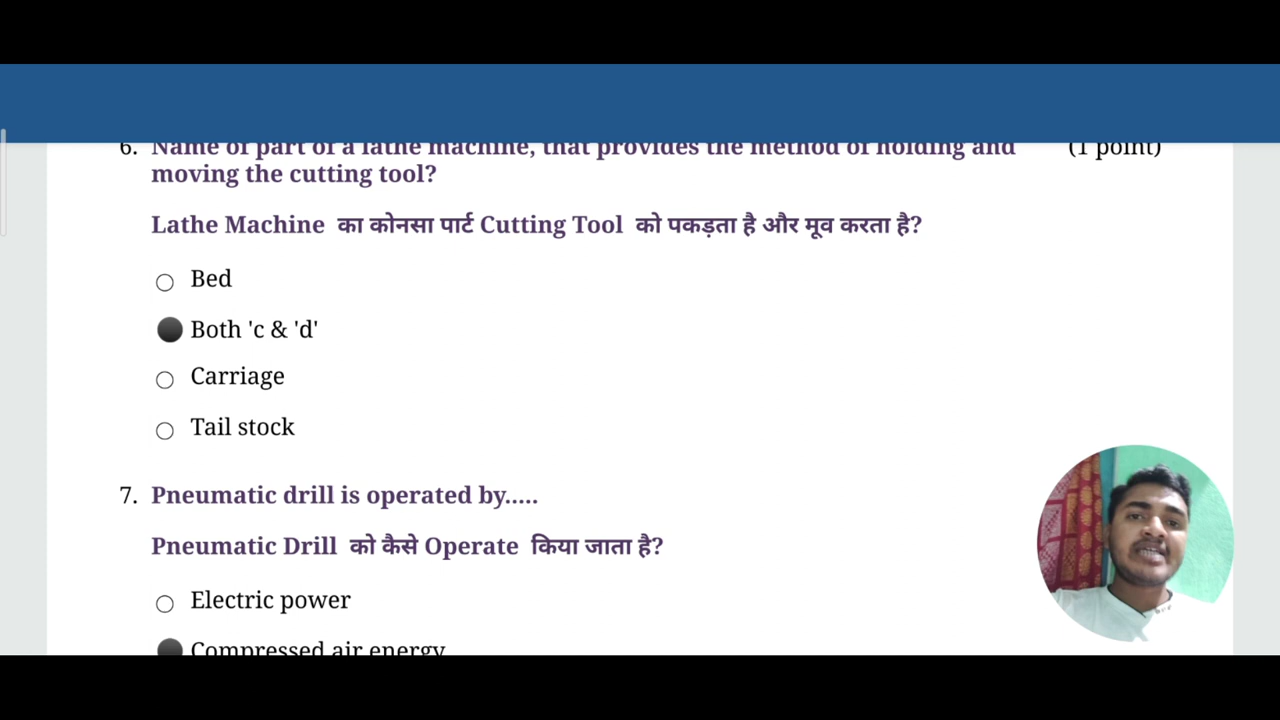 6. Name of part of a lathe machine, that provides the method of holding and (1 point)
moving the cutting tool?
Lathe Machine का कोनसा पार्ट Cutting Tool को पकड़ता है और मूव करता है?
Bed
Both 'c & 'd'
Carriage
Tail stock
7. Pneumatic drill is operated by.....
Pneumatic Drill को कैसे Operate किया जाता है?
Electric power
Compressed air energy